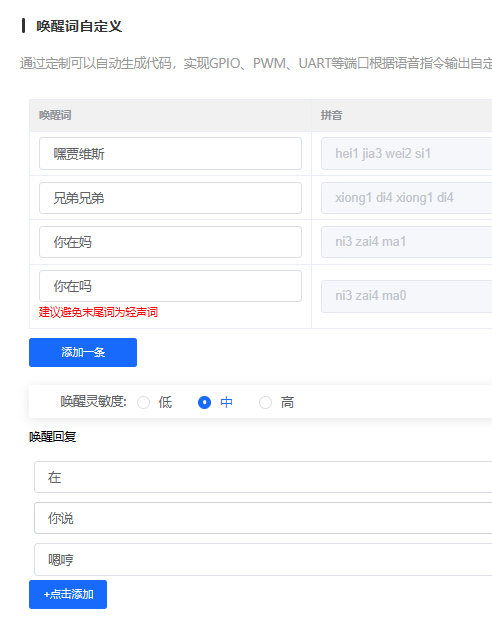 唤醒词自定义
通过定制可以自动生成代码，实现GPIO、PWM、UART等端口根据语音指令输出自定
唤醒词 拼音
嘿贾维斯 hei1 jia3 wei2 si1
兄弟兄弟 xiong1 di4 xiong1 di4
你在妈 ni3 zai4 ma1
你在吗 ni3 zai4 ma0
建议避免末尾词为轻声词
添加一条
唤醒灵敏度: 低 中 高
唤醒回复
在
你说
嗯哼
+点击添加